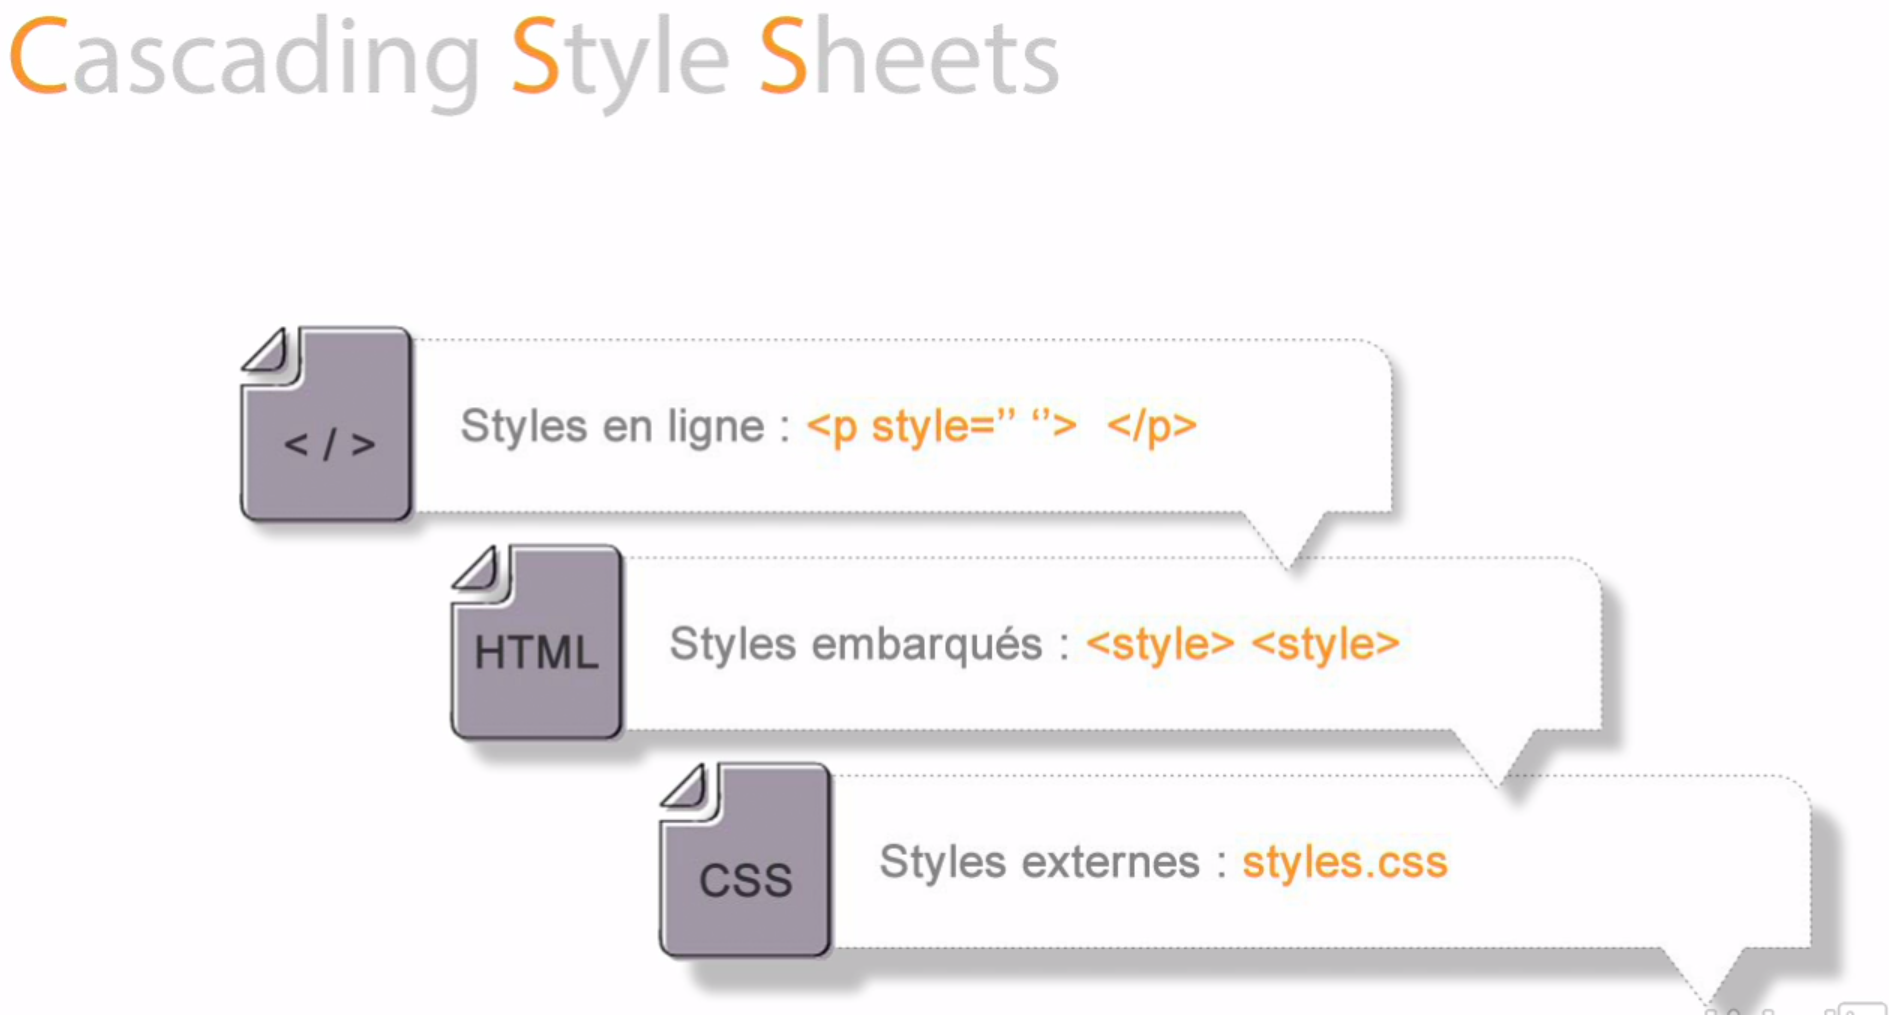 Cascading Style Sheets
< / >
Styles en ligne : <p style=’’ ‘’> </p>
HTML
Styles embarqués : <style> <style>
CSS
Styles externes : styles.css